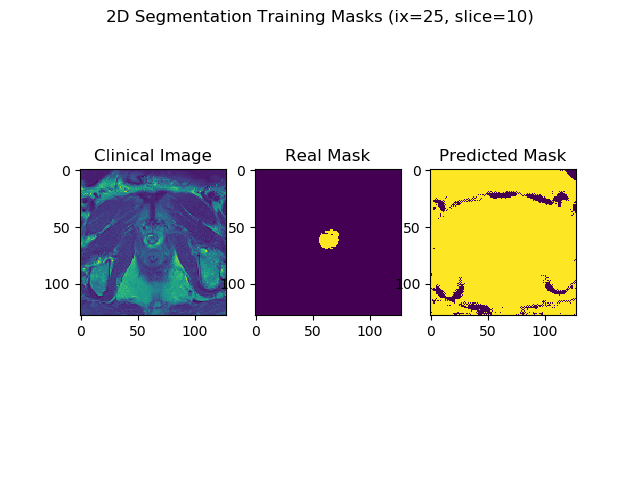 2D Segmentation Training Masks (ix=25, slice=10)
Clinical Image Real Mask Predicted Mask
0 0 0
50 50 50
100 100 100
0 50 100 0 50 100 0 50 100